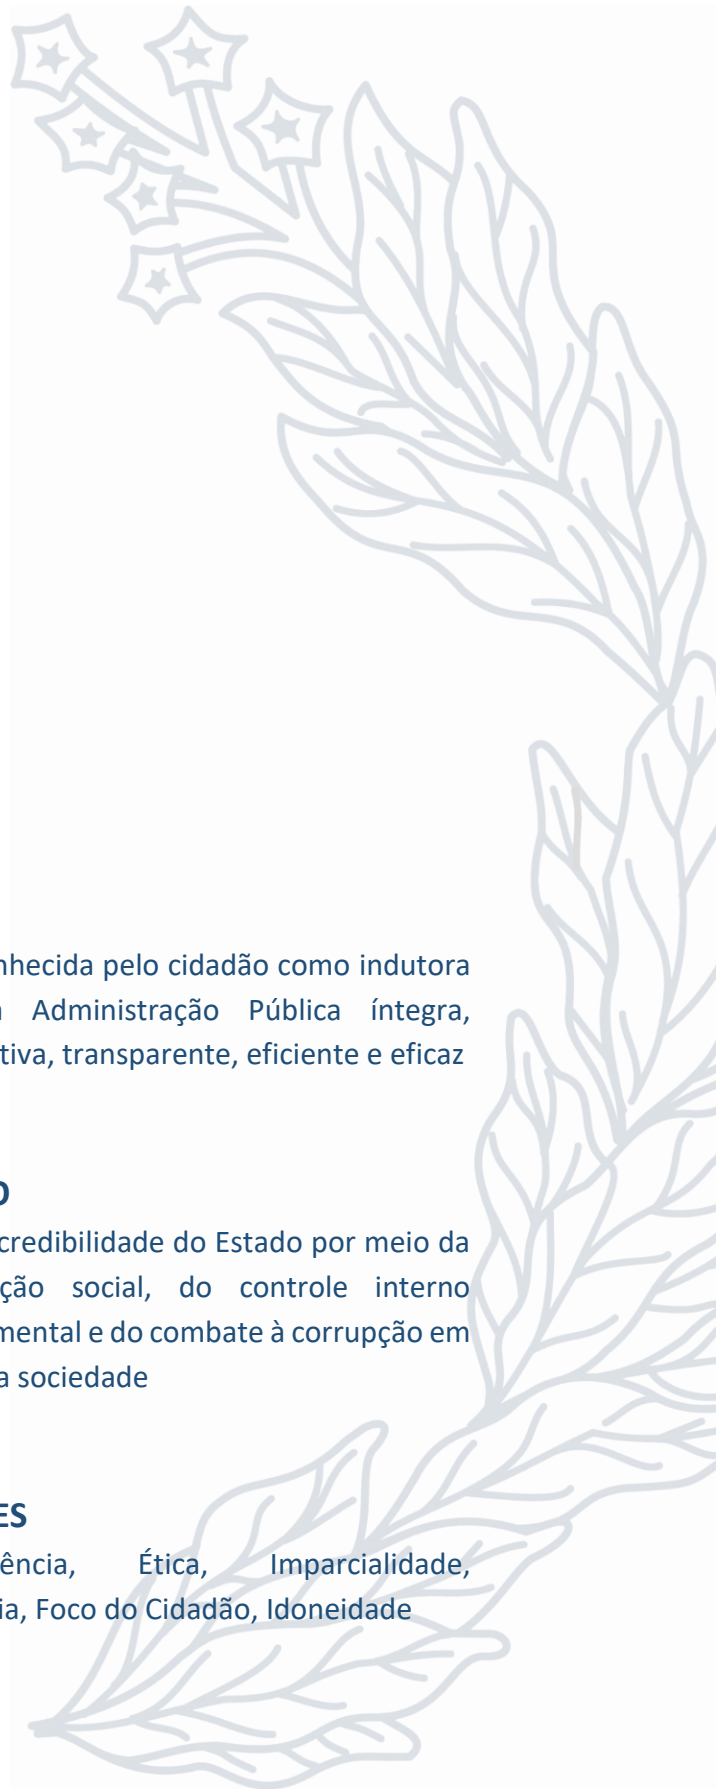 nhecida pelo cidadão como indutora
Administração Pública íntegra,
tiva, transparente, eficiente e eficaz
O
credibilidade do Estado por meio da
ção social, do controle interno
mental e do combate à corrupção em
a sociedade
ES
ência, Ética, Imparcialidade,
ia, Foco do Cidadão, Idoneidade